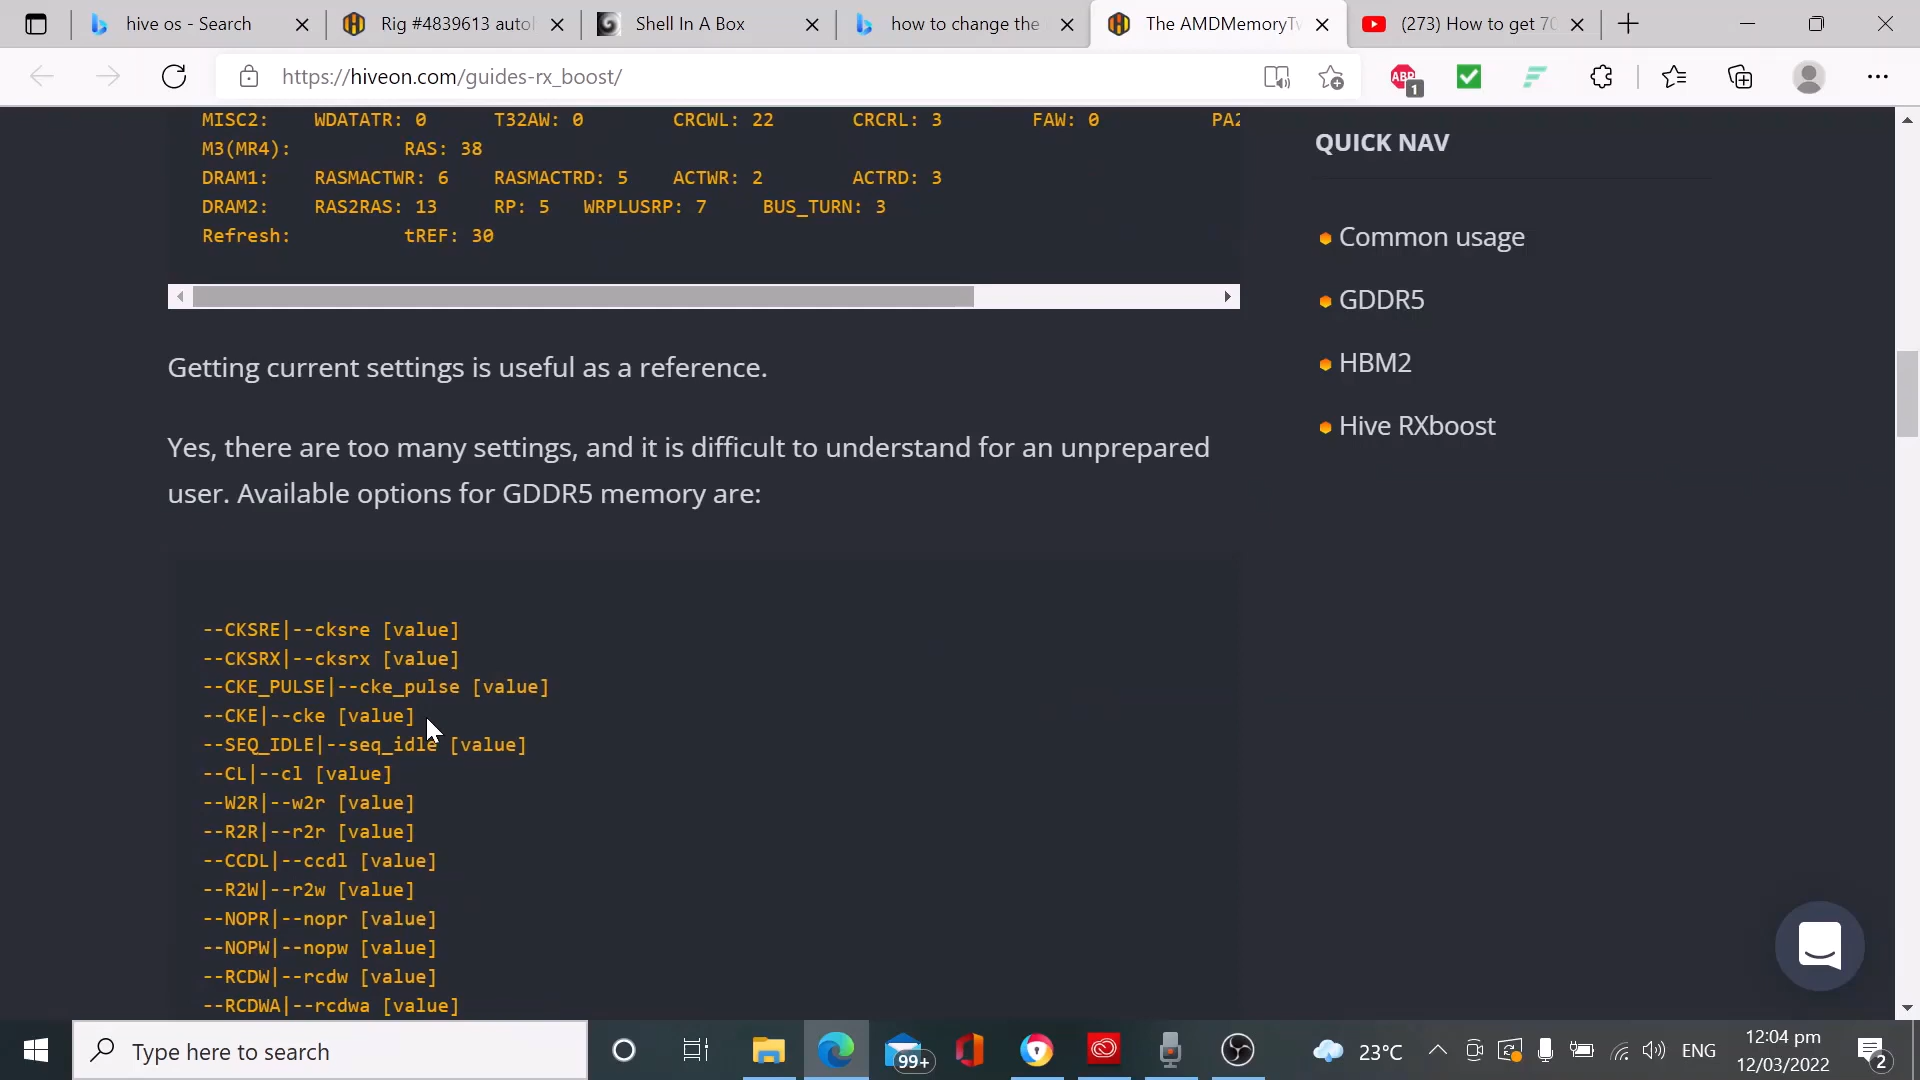 hive os - Search
Rig #4839613 autol
Shell In A Box
how to change the
The AMDMemoryTw
(273) How to get 70
https://hiveon.com/guides-rx_boost/
ABP
1
MISC2: WDATATR: 0 T32AW: 0 CRCWL: 22 CRCRL: 3 FAW: 0 PA2
M3(MR4): RAS: 38
DRAM1: RASMACTWR: 6 RASMACTRD: 5 ACTWR: 2 ACTRD: 3
DRAM2: RAS2RAS: 13 RP: 5 WRPLUSRP: 7 BUS_TURN: 3
Refresh: tREF: 30
Getting current settings is useful as a reference.
Yes, there are too many settings, and it is difficult to understand for an unprepared
user. Available options for GDDR5 memory are:
--CKSRE|--cksre [value]
--CKSRX|--cksrx [value]
--CKE_PULSE|--cke_pulse [value]
--CKE|--cke [value]
--SEQ_IDLE|--seq_idle [value]
--CL|--cl [value]
--W2R|--w2r [value]
--R2R|--r2r [value]
--CCDL|--ccdl [value]
--R2W|--r2w [value]
--NOPR|--nopr [value]
--NOPW|--nopw [value]
--RCDW|--rcdw [value]
--RCDWA|--rcdwa [value]
QUICK NAV
Common usage
GDDR5
HBM2
Hive RXboost
Type here to search
99+
23°C
ENG
12:04 pm
12/03/2022
2